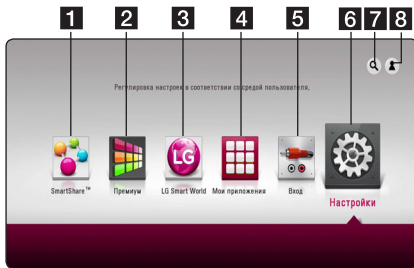 1 2 3 4 5 6 7 8
Регулировка настроек в соответствии со средой пользователя.
LG
SmartShare™ Премиум LG Smart World Мои приложения Вход Настройки